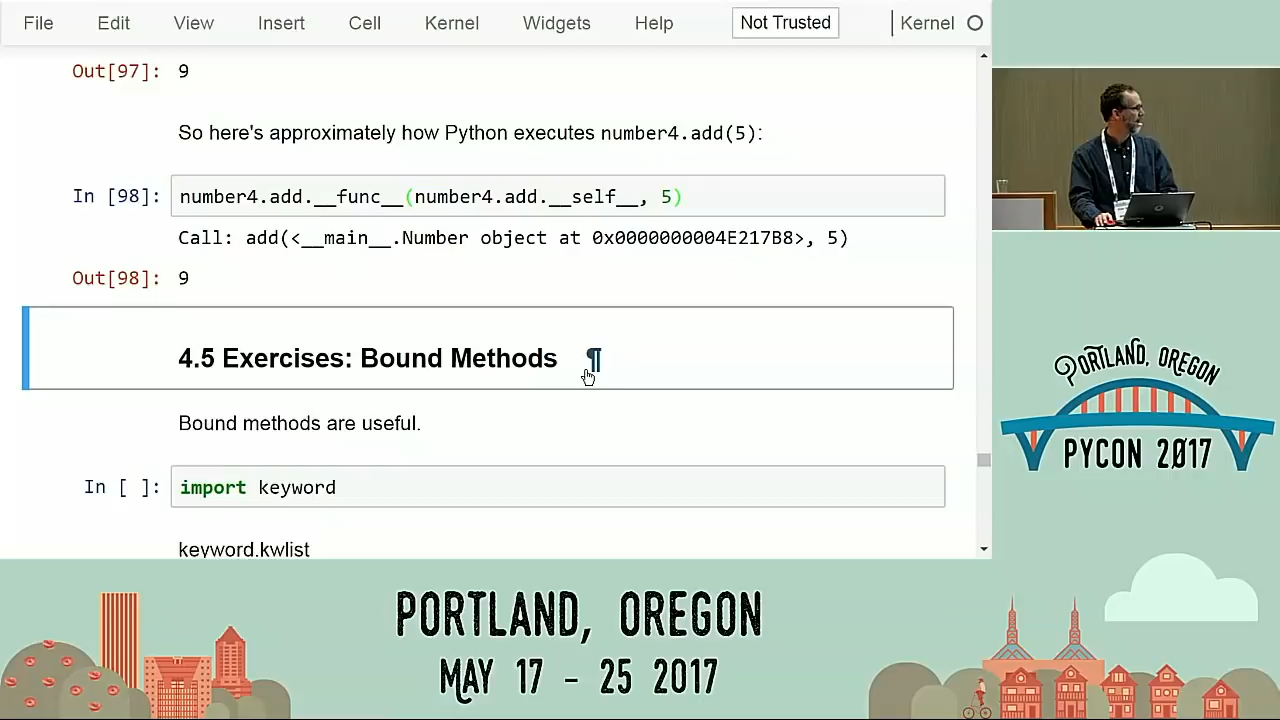 File Edit View Insert Cell Kernel Widgets Help Not Trusted Kernel
Out[97]: 9
So here's approximately how Python executes number4.add(5):
In [98]: number4.add.__func__(number4.add.__self__, 5)
Call: add(<__main__.Number object at 0x0000000004E217B8>, 5)
Out[98]: 9
4.5 Exercises: Bound Methods ¶
Bound methods are useful.
In [ ]: import keyword
keyword.kwlist
PORTLAND, OREGON
PYCON 2017
PORTLAND, OREGON
MAY 17 - 25 2017